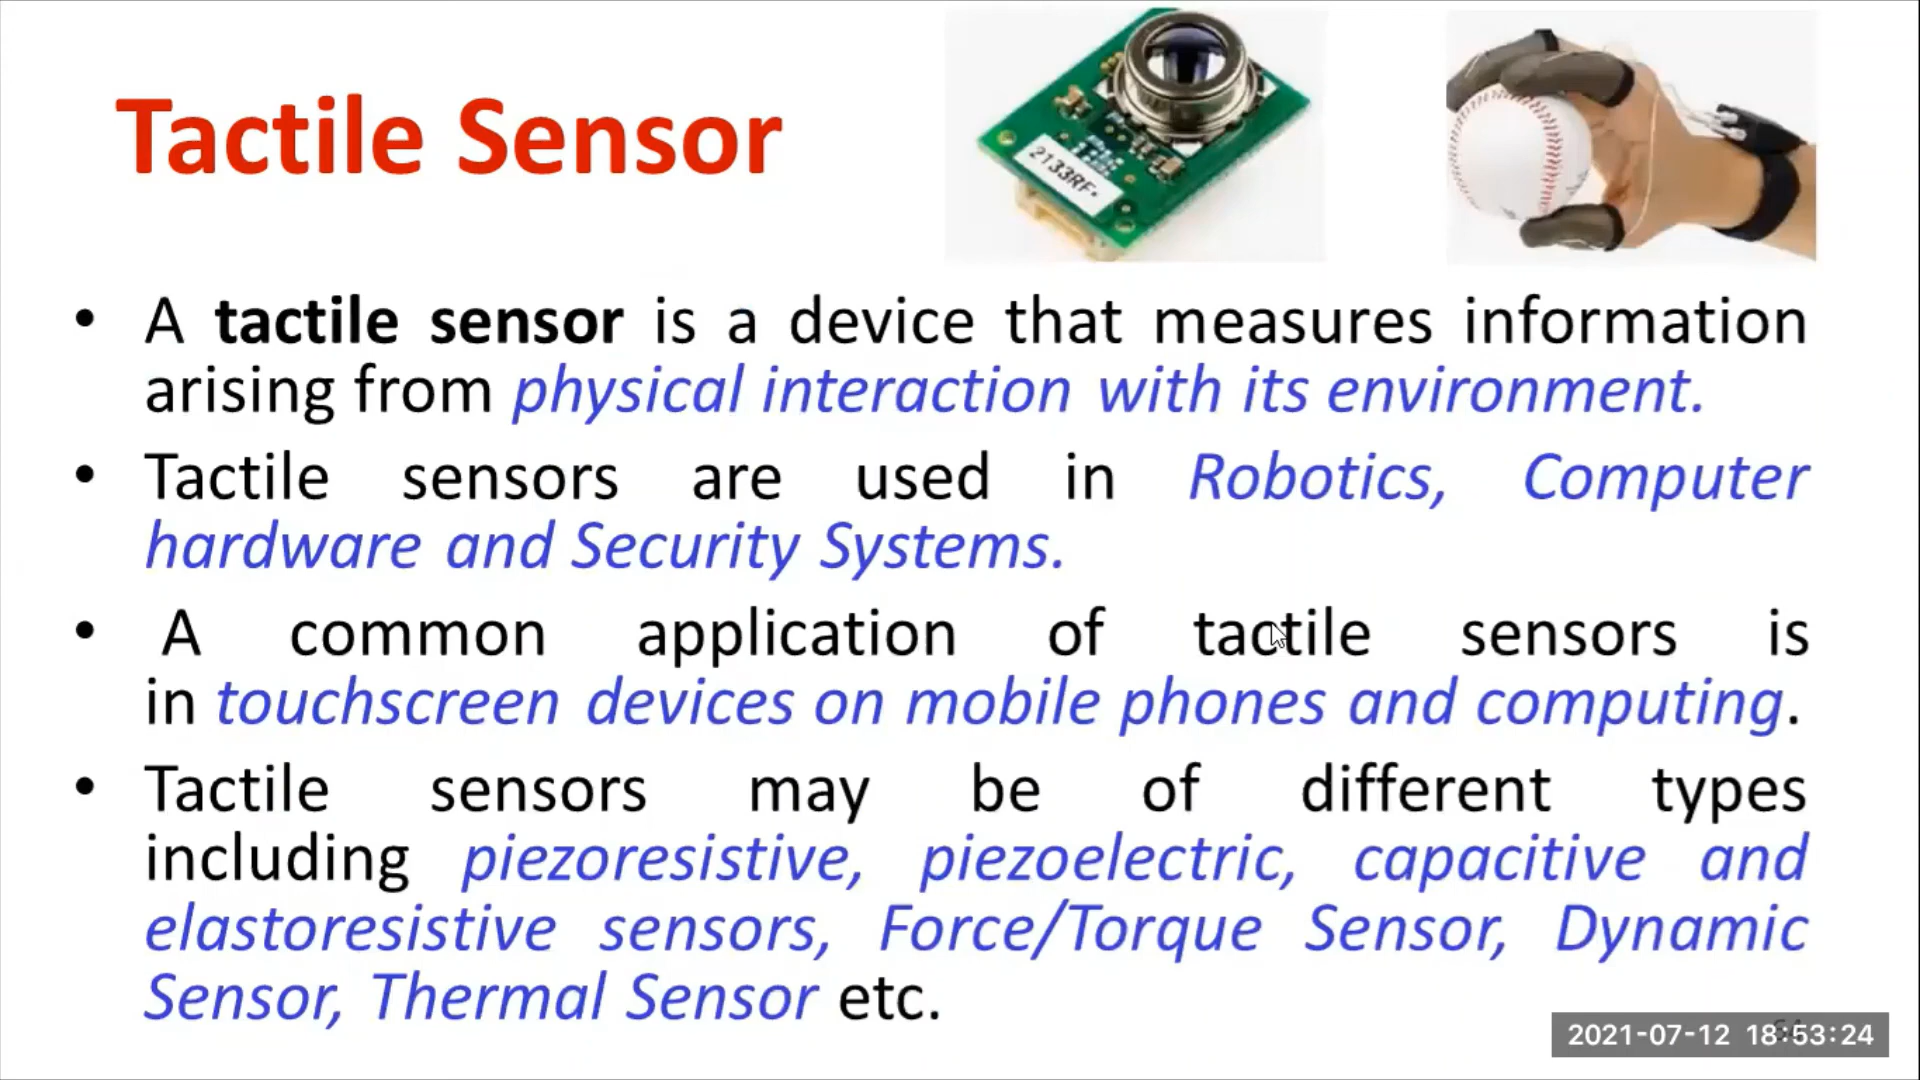 Tactile Sensor
2133RF.
• A tactile sensor is a device that measures information
arising from physical interaction with its environment.
• Tactile sensors are used in Robotics, Computer
hardware and Security Systems.
• A common application of tactile sensors is
in touchscreen devices on mobile phones and computing.
• Tactile sensors may be of different types
including piezoresistive, piezoelectric, capacitive and
elastoresistive sensors, Force/Torque Sensor, Dynamic
Sensor, Thermal Sensor etc.
2021-07-12 18:53:24